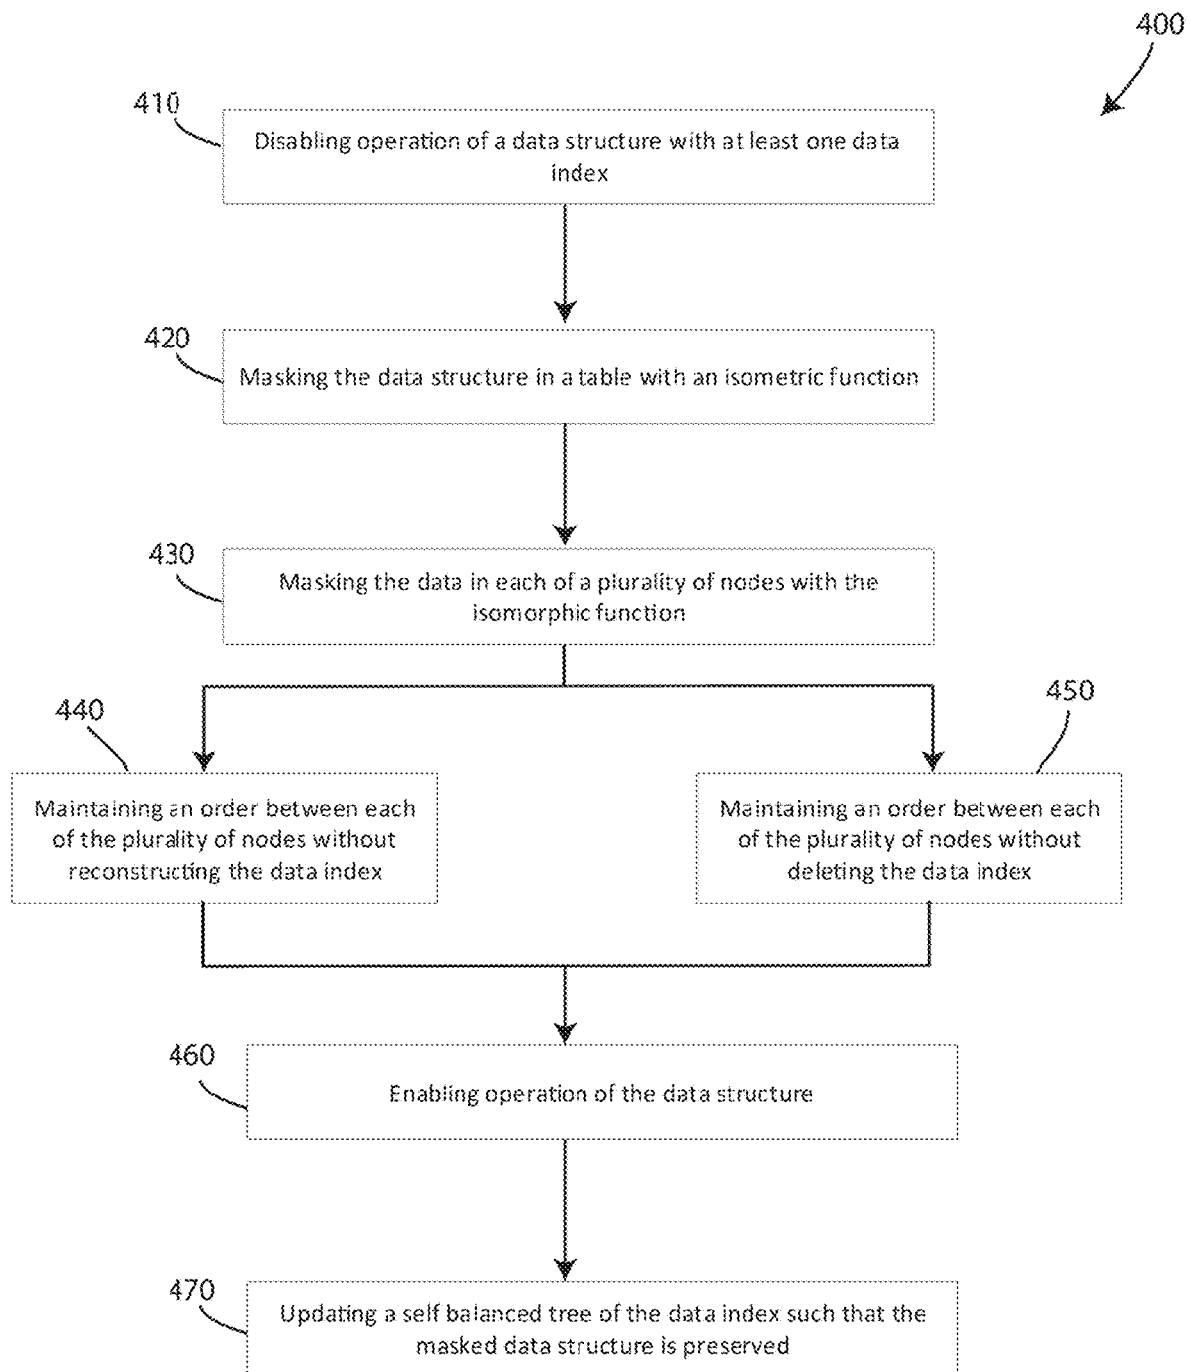 400
410
Disabling operation of a data structure with at least one data
index
420
Masking the data structure in a table with an isometric function
430
Masking the data in each of a plurality of nodes with the
isomorphic function
440
450
Maintaining an order between each
of the plurality of nodes without
reconstructing the data index
Maintaining an order between each
of the plurality of nodes without
deleting the data index
460
Enabling operation of the data structure
470
Updating a self balanced tree of the data index such that the
masked data structure is preserved